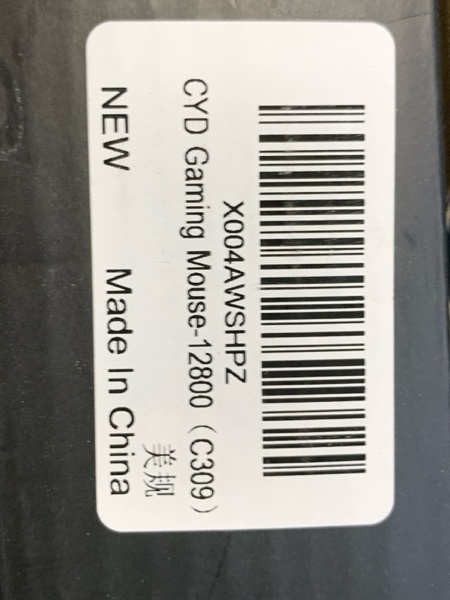 X004AWSHPZ
CYD Gaming Mouse-12800 (C309)
美规
NEW Made In China